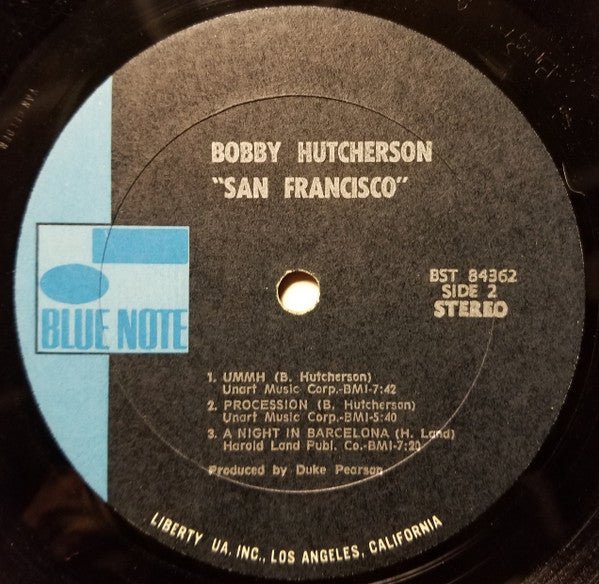 BOBBY HUTCHERSON
"SAN FRANCISCO"
BST 84362
SIDE 2
STEREO
BLUE NOTE
1. UMMH (B. Hutcherson)
Unart Music Corp.-BMI-7:42
2. PROCESSION (B. Hutcherson)
Unart Music Corp.-BMI-5:40
3. A NIGHT IN BARCELONA (H. Land)
Harold Land Publ. Co.-BMI-7:20
Produced by Duke Pearson
LIBERTY UA, INC., LOS ANGELES, CALIFORNIA